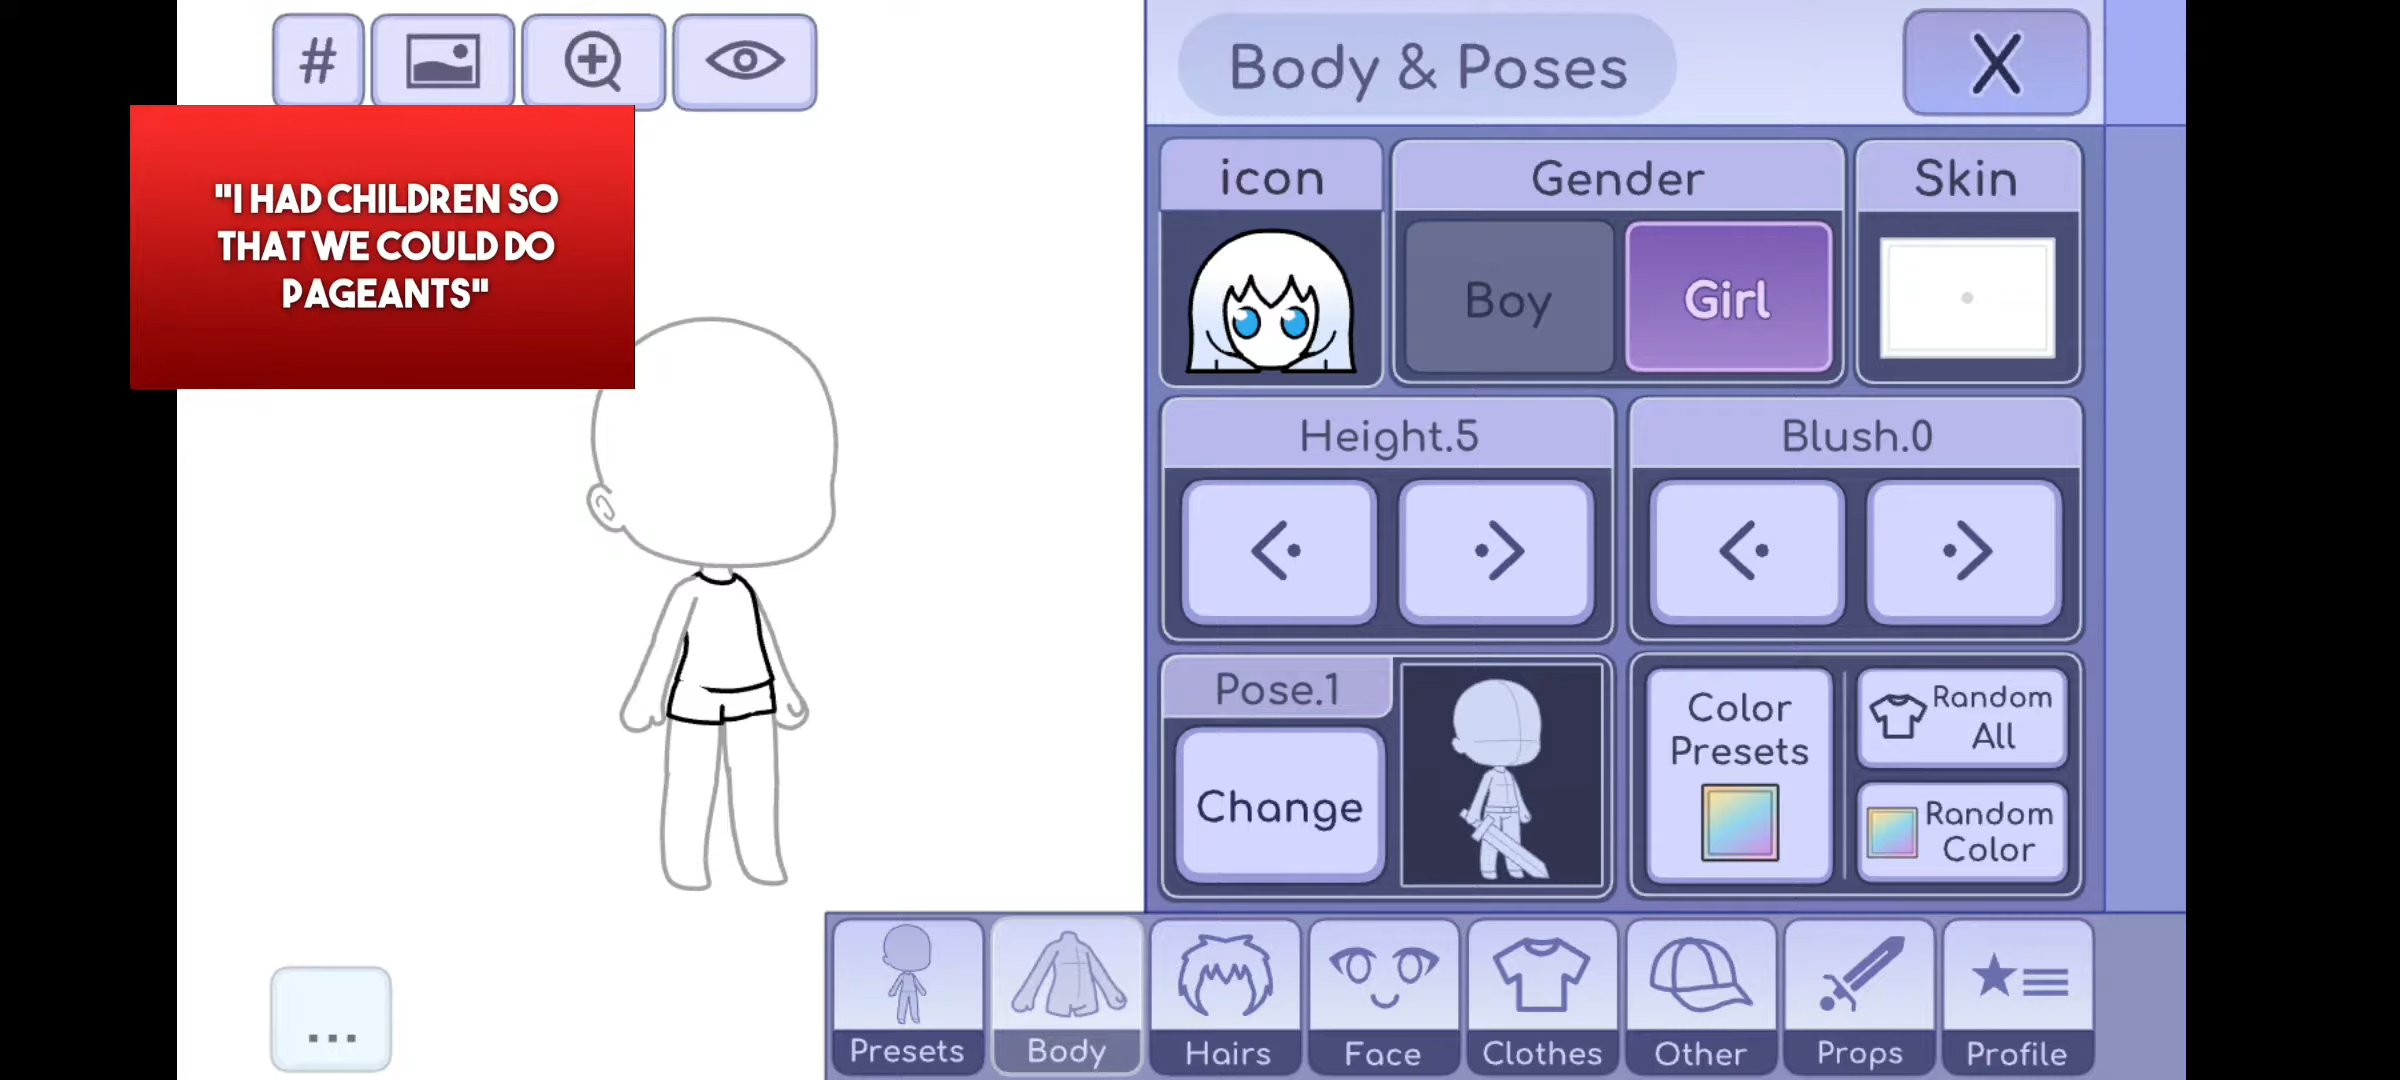 #
Body & Poses
X
"I HAD CHILDREN SO
THAT WE COULD DO
PAGEANTS"
icon
Gender
Skin
Boy
Girl
Height.5
Blush.0
Pose.1
Change
Color
Presets
Random
All
Random
Color
...
Presets
Body
Hairs
Face
Clothes
Other
Props
Profile